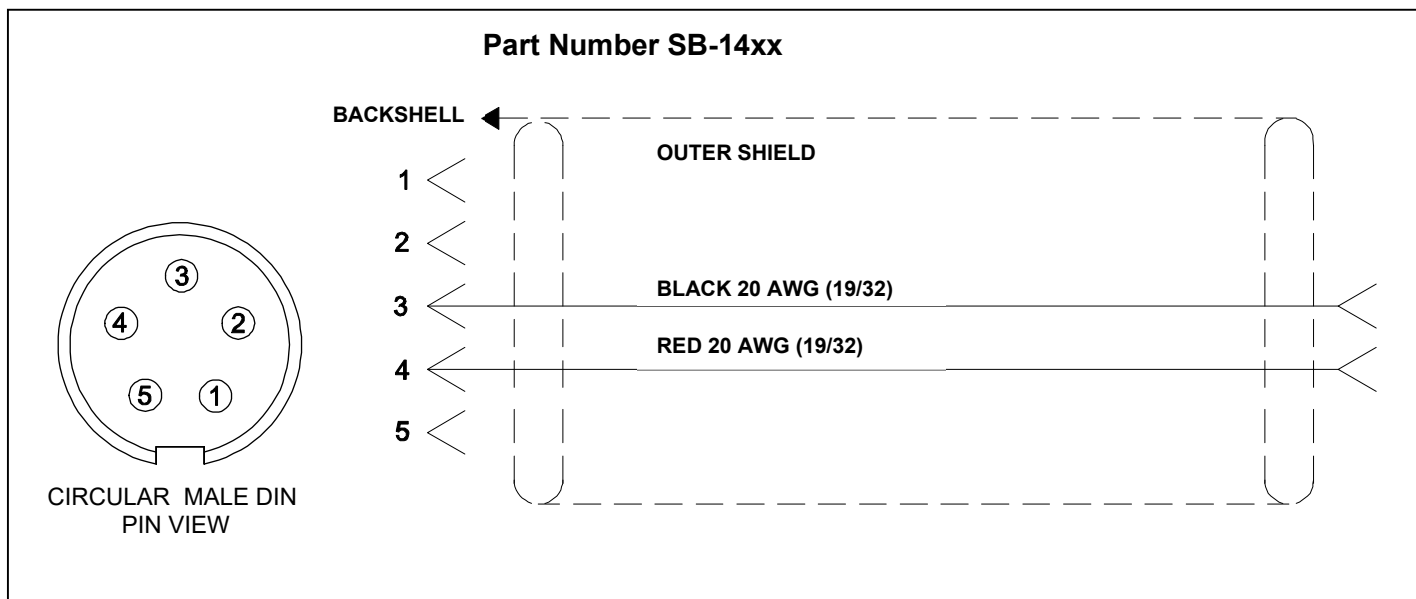 Part Number SB-14xx
BACKSHELL
OUTER SHIELD
1
2
3
BLACK 20 AWG (19/32)
4
RED 20 AWG (19/32)
5
3
4
2
5
1
CIRCULAR MALE DIN
PIN VIEW